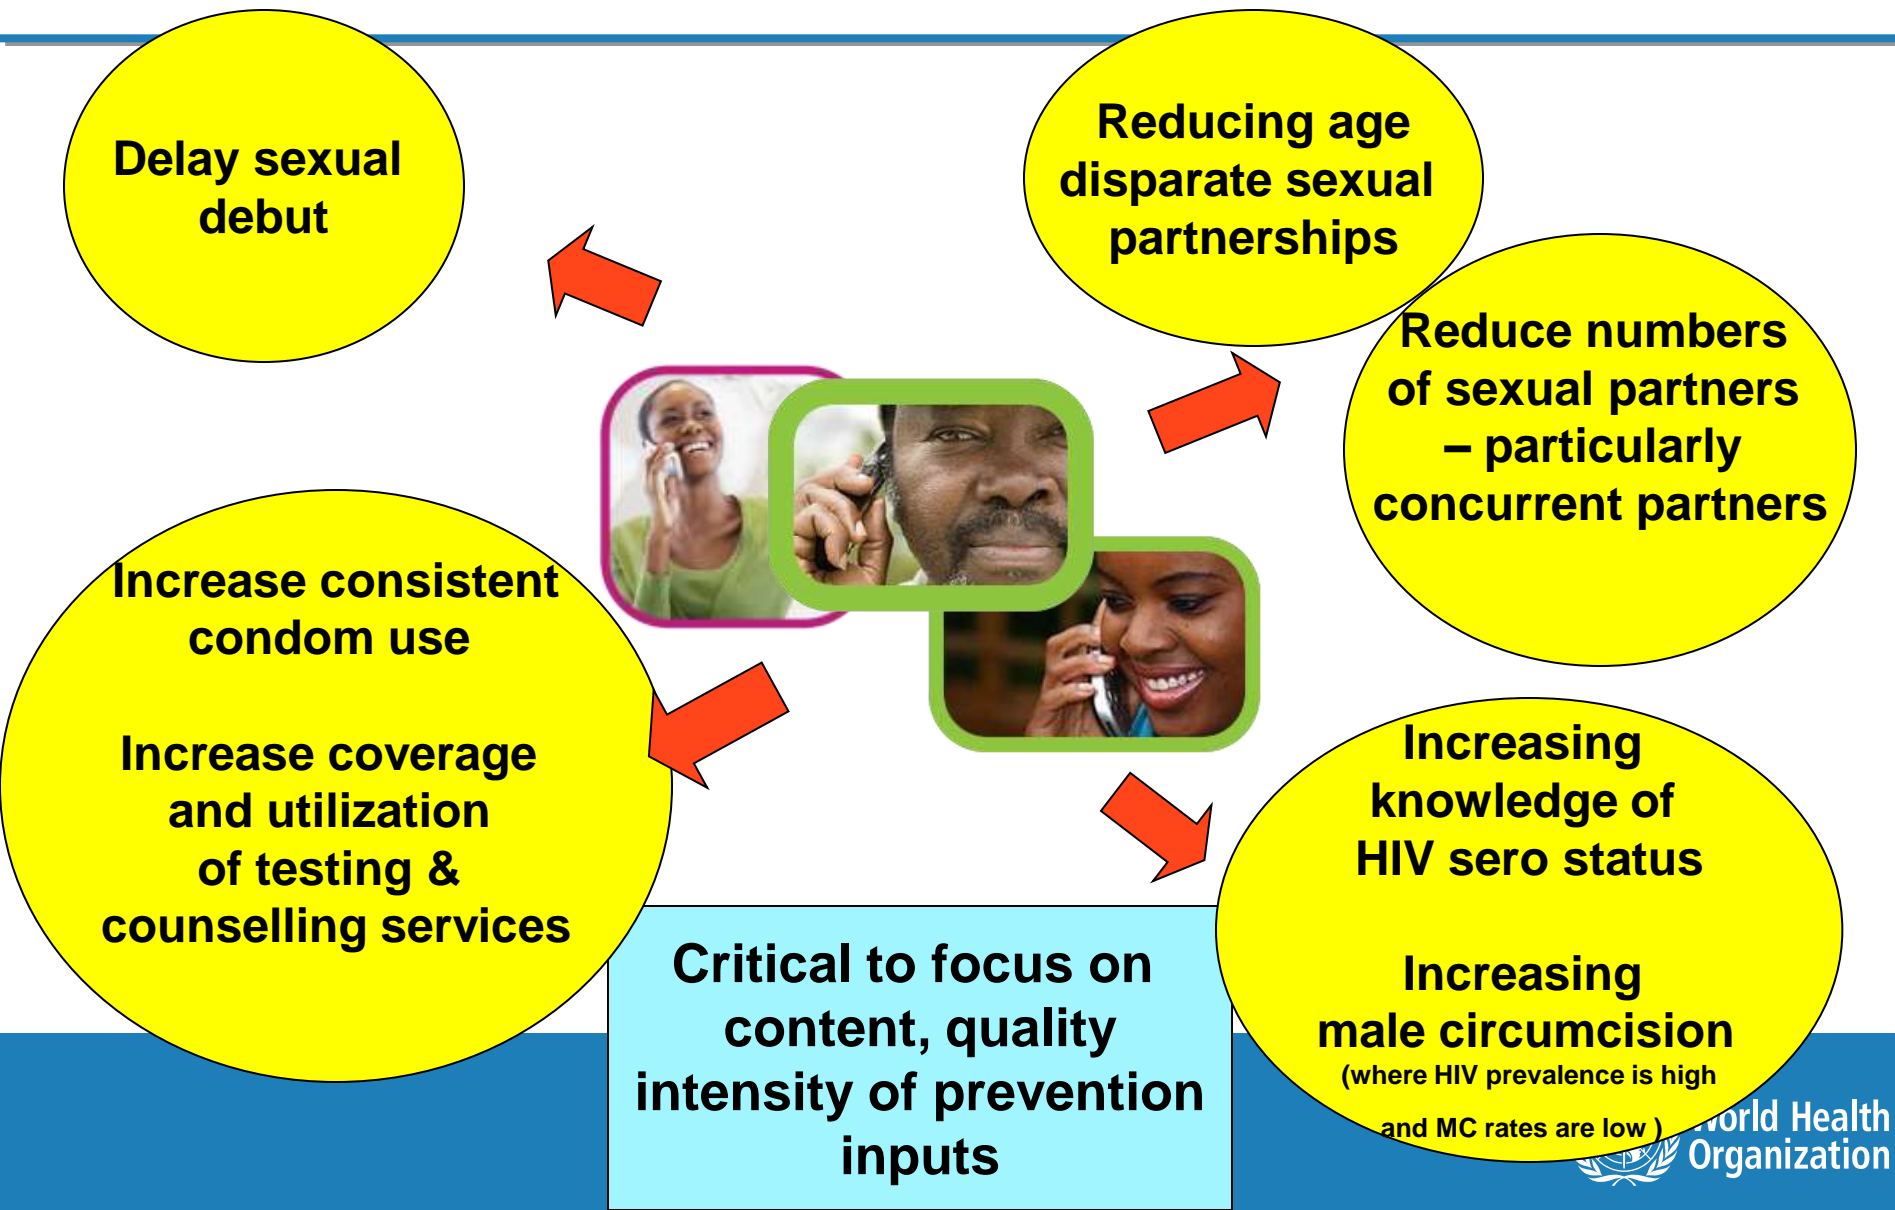 Delay sexual
debut
Reducing age
disparate sexual
partnerships
Reduce numbers
of sexual partners
– particularly
concurrent partners
Increase consistent
condom use
Increase coverage
and utilization
of testing &
counselling services
Increasing
knowledge of
HIV sero status
Increasing
male circumcision
(where HIV prevalence is high
and MC rates are low )
Critical to focus on
content, quality
intensity of prevention
inputs
World Health
Organization